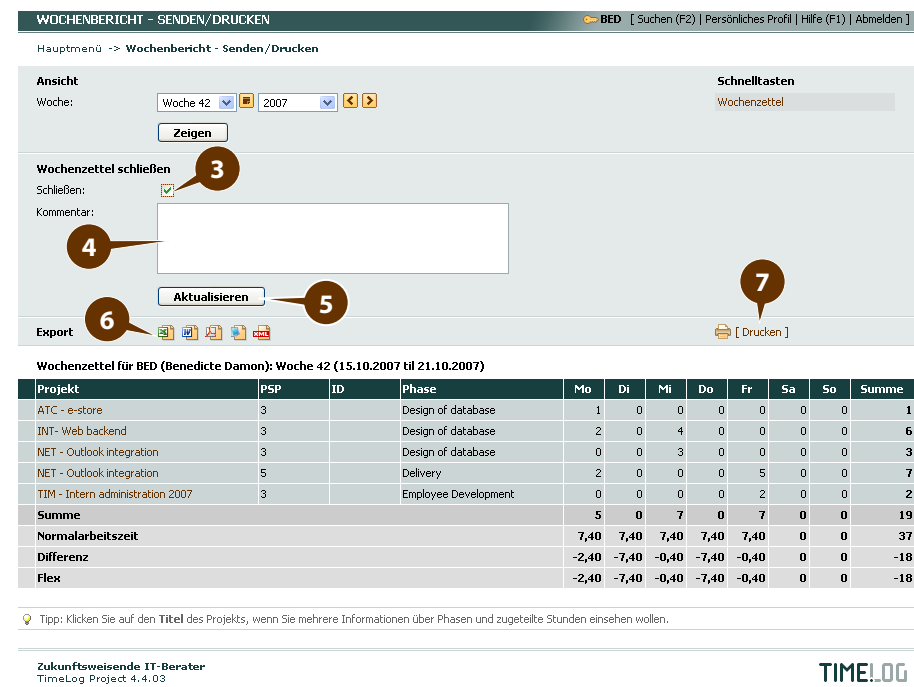 WOCHENBERICHT - SENDEN/DRUCKEN BED [ Suchen (F2) | Persönliches Profil | Hilfe (F1) | Abmelden ]
Hauptmenü -> Wochenbericht - Senden/Drucken
Ansicht Schnelltasten
Woche: Woche 42 2007 Wochenzettel
Zeigen
Wochenzettel schließen
3
Schließen:
Kommentar:
4
Aktualisieren
5
7
6
Export XML [ Drucken ]
Wochenzettel für BED (Benedicte Damon): Woche 42 (15.10.2007 til 21.10.2007)
Projekt PSP ID Phase Mo Di Mi Do Fr Sa So Summe
ATC - e-store 3 Design of database 1 0 0 0 0 0 0 1
INT- Web backend 3 Design of database 2 0 4 0 0 0 0 6
NET - Outlook integration 3 Design of database 0 0 3 0 0 0 0 3
NET - Outlook integration 5 Delivery 2 0 0 0 5 0 0 7
TIM - Intern administration 2007 3 Employee Development 0 0 0 0 2 0 0 2
Summe 5 0 7 0 7 0 0 19
Normalarbeitszeit 7,40 7,40 7,40 7,40 7,40 0 0 37
Differenz -2,40 -7,40 -0,40 -7,40 -0,40 0 0 -18
Flex -2,40 -7,40 -0,40 -7,40 -0,40 0 0 -18
Tipp: Klicken Sie auf den Titel des Projekts, wenn Sie mehrere Informationen über Phasen und zugeteilte Stunden einsehen wollen.
Zukunftsweisende IT-Berater
TimeLog Project 4.4.03
TIME!LOG